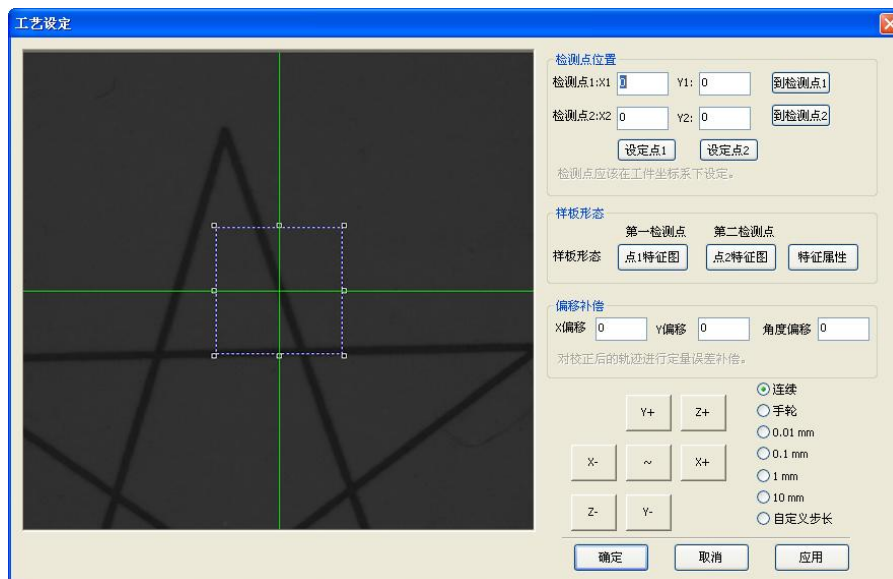 工艺设定
检测点位置
检测点1:X1 0 Y1: 0 到检测点1
检测点2:X2 0 Y2: 0 到检测点2
设定点1 设定点2
检测点应该在工件坐标系下设定。
样板形态
第一检测点 第二检测点
样板形态 点1特征图 点2特征图 特征属性
偏移补偿
X偏移 0 Y偏移 0 角度偏移 0
对校正后的轨迹进行定量误差补偿。
Y+ Z+
X- ~ X+
Z- Y-
连续
手轮
0.01 mm
0.1 mm
1 mm
10 mm
自定义步长
确定 取消 应用